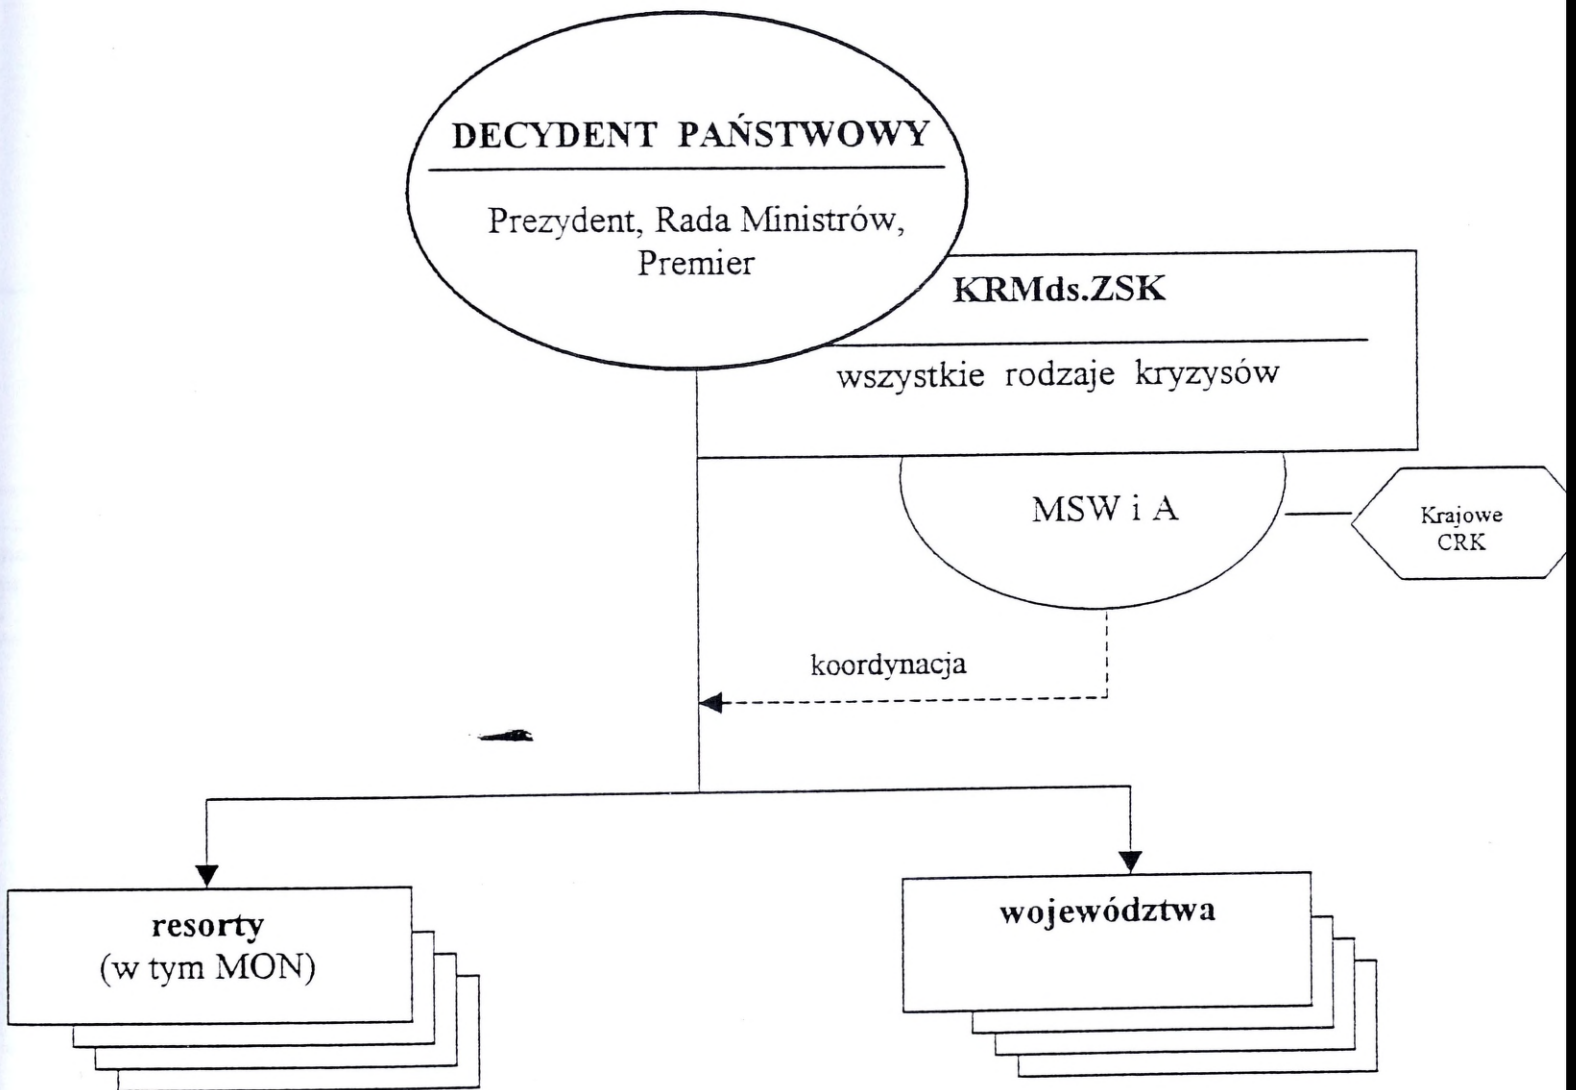 DECYDENT PAŃSTWOWY
Prezydent, Rada Ministrów,
Premier
KRMds.ZSK
wszystkie rodzaje kryzysów
MSW i A
Krajowe
CRK
koordynacja
resorty
(w tym MON)
województwa